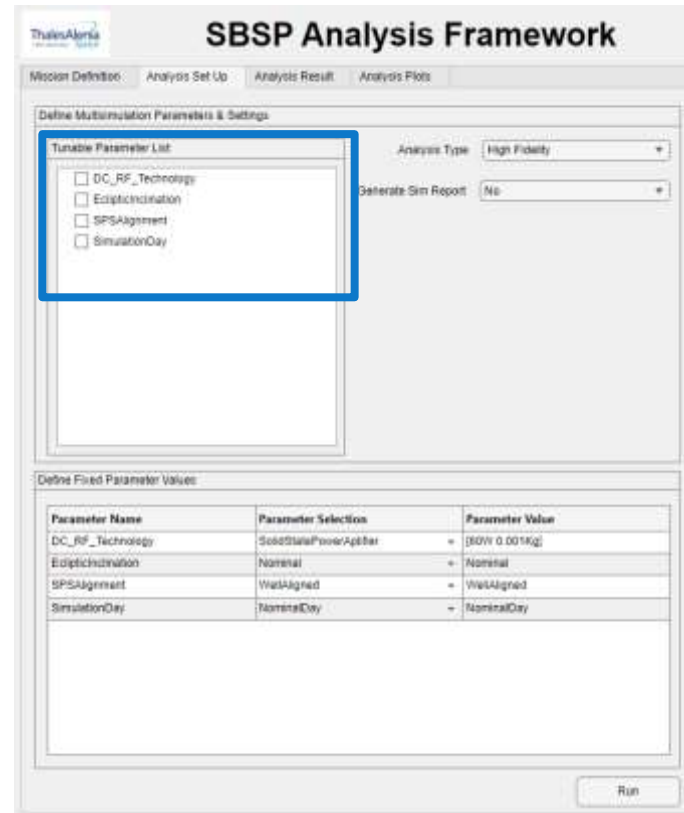 ThalesAlenia
SBSP Analysis Framework
Mission Definition Analysis Set Up Analysis Result Analysis Plots
Define Multisimulation Parameters & Settings
Tunable Parameter List
Analysis Type High Fidelity
DC_RF_Technology
EclipticInclination
Generate Sim Report No
SPSAlignment
SimulationDay
Define Fixed Parameter Values
Parameter Name Parameter Selection Parameter Value
DC_RF_Technology SolidStatePowerAplifier [60W 0.001Kg]
EclipticInclination Nominal Nominal
SPSAlignment WellAligned WellAligned
SimulationDay NominalDay NominalDay
Run